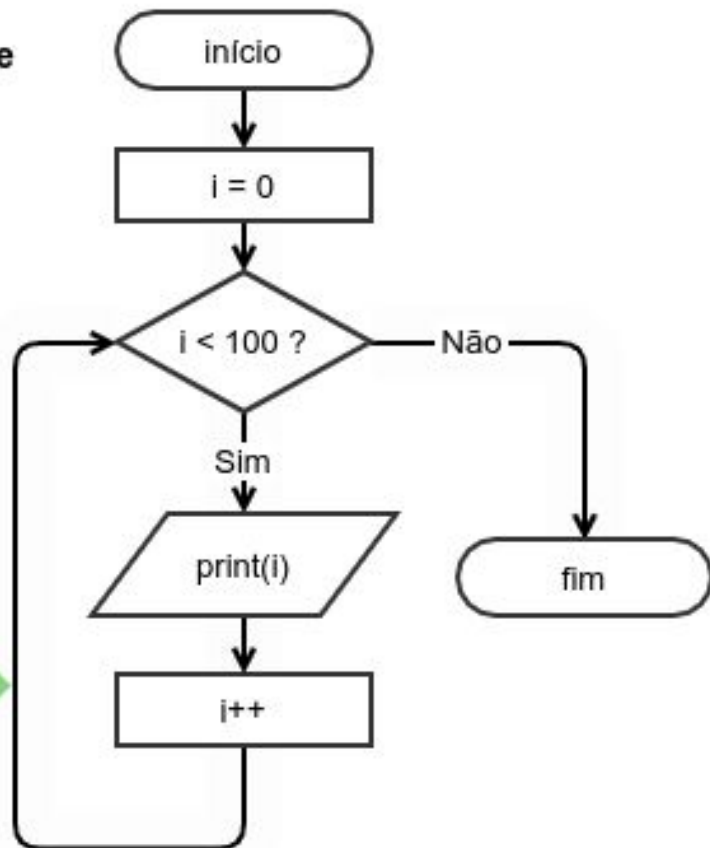 e
início
i = 0
i < 100 ?
Não
Sim
print(i)
fim
i++